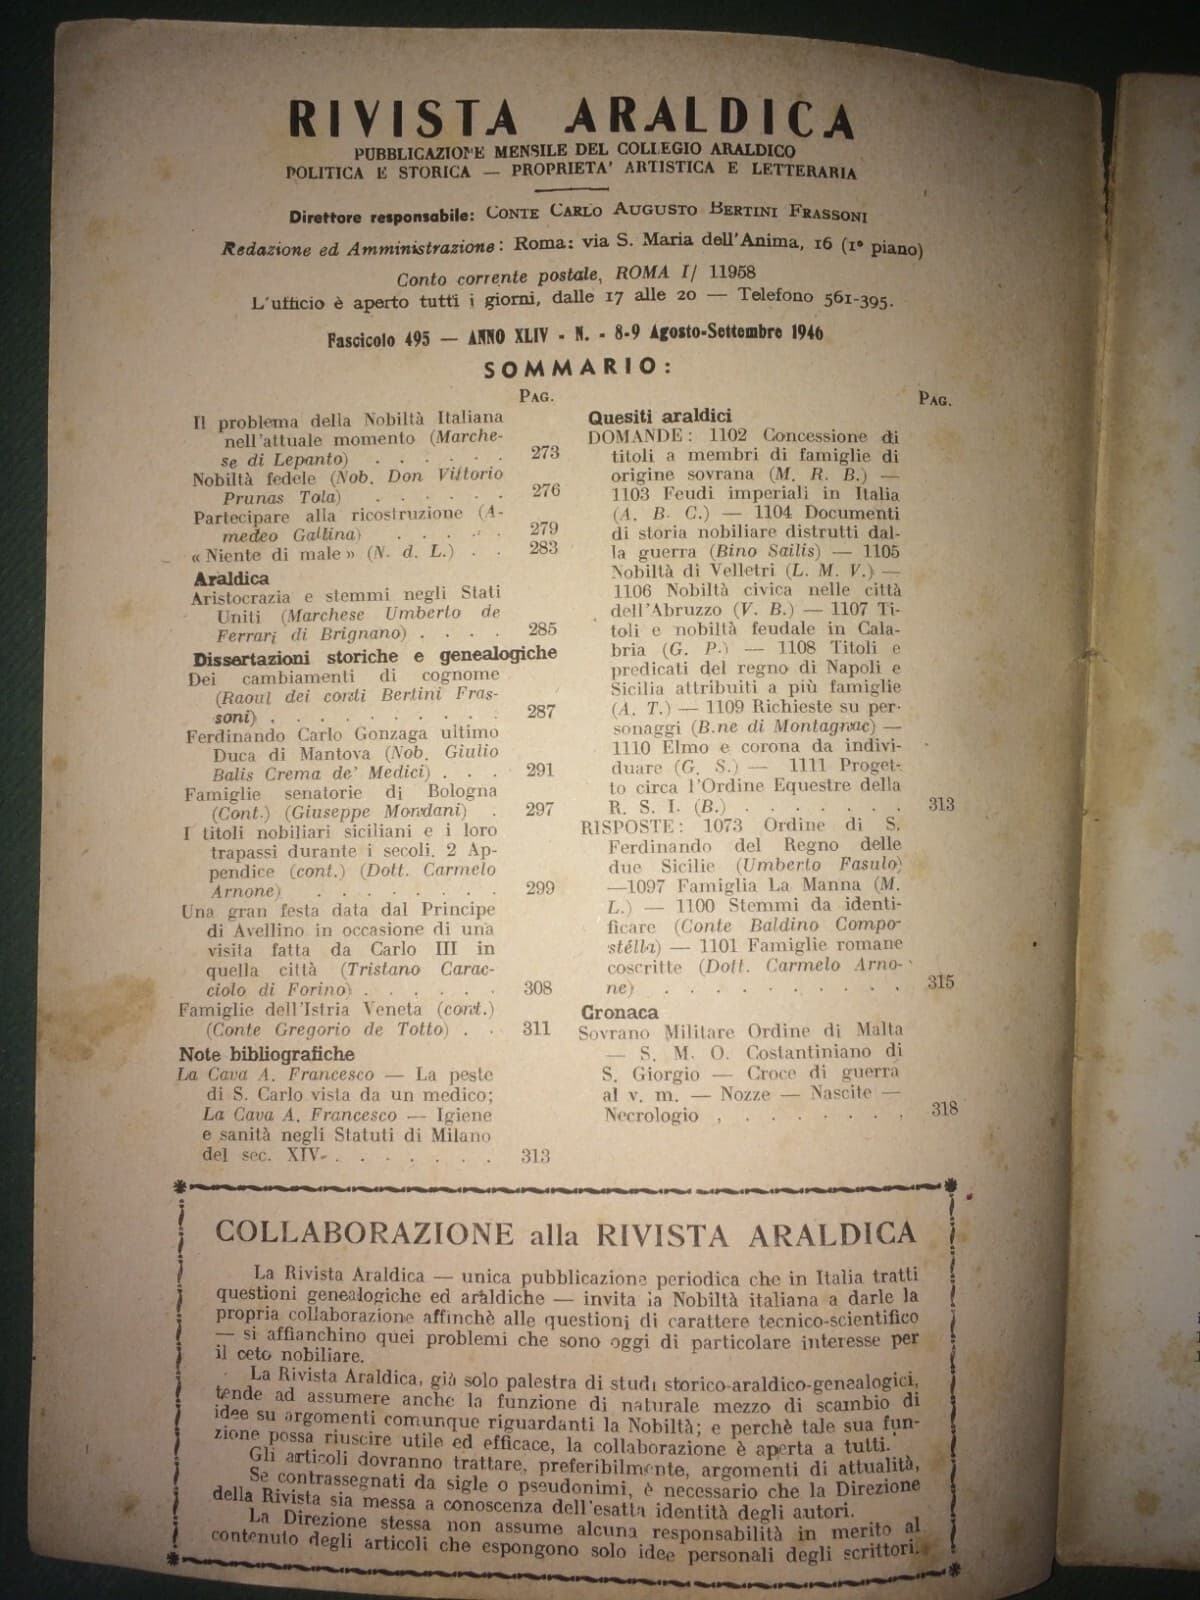 RIVISTA ARALDICA
PUBBLICAZIONE MENSILE DEL COLLEGIO ARALDICO
POLITICA E STORICA — PROPRIETA' ARTISTICA E LETTERARIA
Direttore responsabile: CONTE CARLO AUGUSTO BERTINI FRASSONI
Redazione ed Amministrazione: Roma: via S. Maria dell'Anima, 16 (1° piano)
Conto corrente postale, ROMA I/ 11958
L'ufficio è aperto tutti i giorni, dalle 17 alle 20 — Telefono 561-395.
Fascicolo 495 — ANNO XLIV - N. - 8-9 Agosto-Settembre 1946
SOMMARIO:
PAG.
Il problema della Nobiltà Italiana
nell'attuale momento (Marche-
se di Lepanto) . . . . . . 273
Nobiltà fedele (Nob. Don Vittorio
Prunas Tola) . . . . . . 276
Partecipare alla ricostruzione (A-
medeo Gallina) . . . . . 279
« Niente di male » (N. d. L.) . . 283
Araldica
Aristocrazia e stemmi negli Stati
Uniti (Marchese Umberto de
Ferrari di Brignano) . . . . 285
Dissertazioni storiche e genealogiche
Dei cambiamenti di cognome
(Raoul dei conti Bertini Fras-
soni) . . . . . . . . . . 287
Ferdinando Carlo Gonzaga ultimo
Duca di Mantova (Nob. Giulio
Balis Crema de' Medici) . . . 291
Famiglie senatorie di Bologna
(Cont.) (Giuseppe Mondani) . 297
I titoli nobiliari siciliani e i loro
trapassi durante i secoli. 2 Ap-
pendice (cont.) (Dott. Carmelo
Arnone) . . . . . . . . 299
Una gran festa data dal Principe
di Avellino in occasione di una
visita fatta da Carlo III in
quella città (Tristano Carac-
ciolo di Forino) . . . . . . 308
Famiglie dell'Istria Veneta (cont.)
(Conte Gregorio de Totto) . . 311
Note bibliografiche
La Cava A. Francesco — La peste
di S. Carlo vista da un medico;
La Cava A. Francesco — Igiene
e sanità negli Statuti di Milano
del sec. XIV. . . . . . . . 313
PAG.
Quesiti araldici
DOMANDE: 1102 Concessione di
titoli a membri di famiglie di
origine sovrana (M. R. B.) —
1103 Feudi imperiali in Italia
(A. B. C.) — 1104 Documenti
di storia nobiliare distrutti dal-
la guerra (Bino Sailis) — 1105
Nobiltà di Velletri (L. M. V.) —
1106 Nobiltà civica nelle città
dell'Abruzzo (V. B.) — 1107 Ti-
toli e nobiltà feudale in Cala-
bria (G. P.) — 1108 Titoli e
predicati del regno di Napoli e
Sicilia attribuiti a più famiglie
(A. T.) — 1109 Richieste su per-
sonaggi (B.ne di Montagnac) —
1110 Elmo e corona da indivi-
duare (G. S.) — 1111 Proget-
to circa l'Ordine Equestre della
R. S. I. (B.) . . . . . . . 313
RISPOSTE: 1073 Ordine di S.
Ferdinando del Regno delle
due Sicilie (Umberto Fasulo)
—1097 Famiglia La Manna (M.
L.) — 1100 Stemmi da identi-
ficare (Conte Baldino Compo-
stélla) — 1101 Famiglie romane
coscritte (Dott. Carmelo Arno-
ne) . . . . . . . . . . . 315
Cronaca
Sovrano Militare Ordine di Malta
— S. M. O. Costantiniano di
S. Giorgio — Croce di guerra
al v. m. — Nozze — Nascite —
Necrologio , . . . . . . . 318
COLLABORAZIONE alla RIVISTA ARALDICA
La Rivista Araldica — unica pubblicazione periodica che in Italia tratti
questioni genealogiche ed araldiche — invita la Nobiltà italiana a darle la
propria collaborazione affinchè alle questioni di carattere tecnico-scientifico
— si affianchino quei problemi che sono oggi di particolare interesse per
il ceto nobiliare.
La Rivista Araldica, già solo palestra di studi storico-araldico-genealogici,
tende ad assumere anche la funzione di naturale mezzo di scambio di
idee su argomenti comunque riguardanti la Nobiltà; e perchè tale sua fun-
zione possa riuscire utile ed efficace, la collaborazione è aperta a tutti.
Gli articoli dovranno trattare, preferibilmente, argomenti di attualità,
Se contrassegnati da sigle o pseudonimi, è necessario che la Direzione
della Rivista sia messa a conoscenza dell'esatta identità degli autori.
La Direzione stessa non assume alcuna responsabilità in merito al
contenuto degli articoli che espongono solo idee personali degli scrittori.